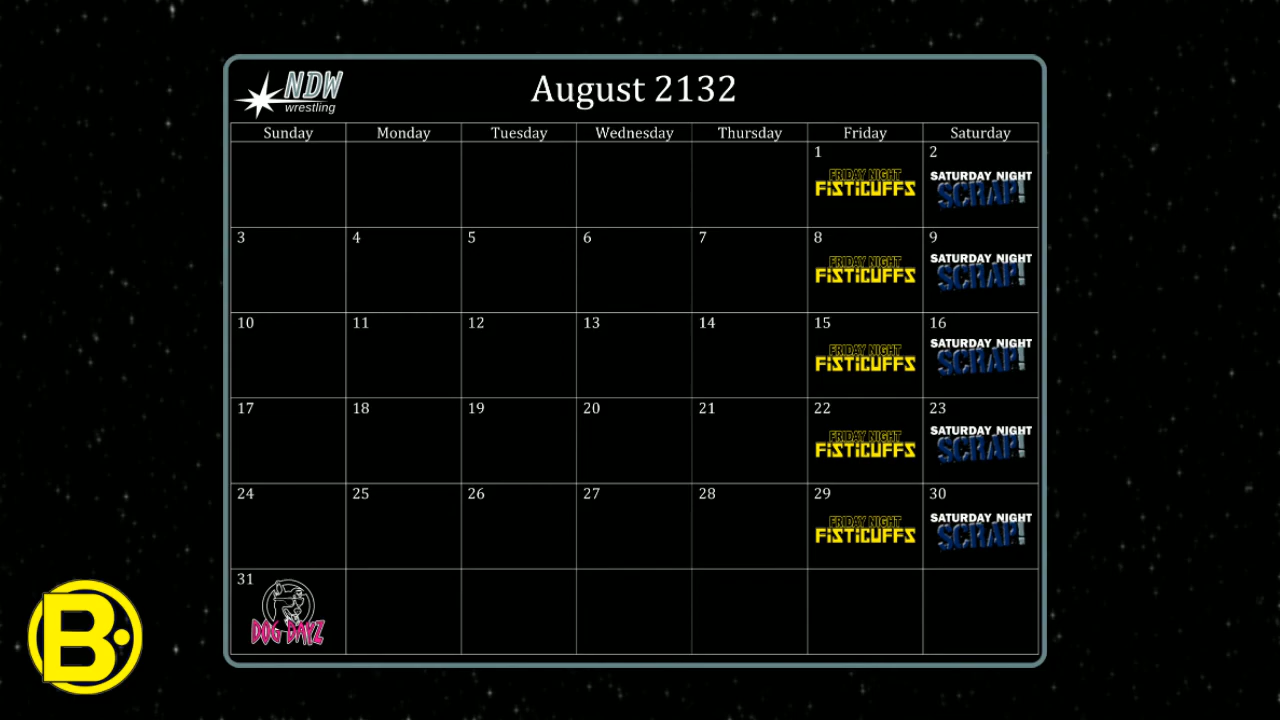 NDW
wrestling
August 2132
Sunday Monday Tuesday Wednesday Thursday Friday Saturday
1 2
FRIDAY NIGHT SATURDAY NIGHT
FISTICUFFS SCRAP!
3 4 5 6 7 8 9
FRIDAY NIGHT SATURDAY NIGHT
FISTICUFFS SCRAP!
10 11 12 13 14 15 16
FRIDAY NIGHT SATURDAY NIGHT
FISTICUFFS SCRAP!
17 18 19 20 21 22 23
FRIDAY NIGHT SATURDAY NIGHT
FISTICUFFS SCRAP!
24 25 26 27 28 29 30
FRIDAY NIGHT SATURDAY NIGHT
FISTICUFFS SCRAP!
31
DOG DAYZ
B